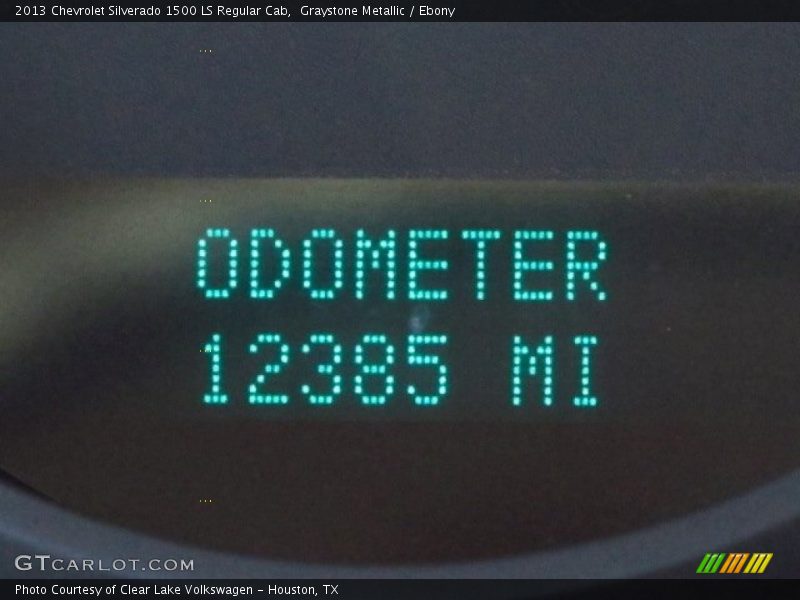 2013 Chevrolet Silverado 1500 LS Regular Cab,  Graystone Metallic / Ebony
ODOMETER
12385 MI
GTCARLOT.COM
Photo Courtesy of Clear Lake Volkswagen – Houston, TX